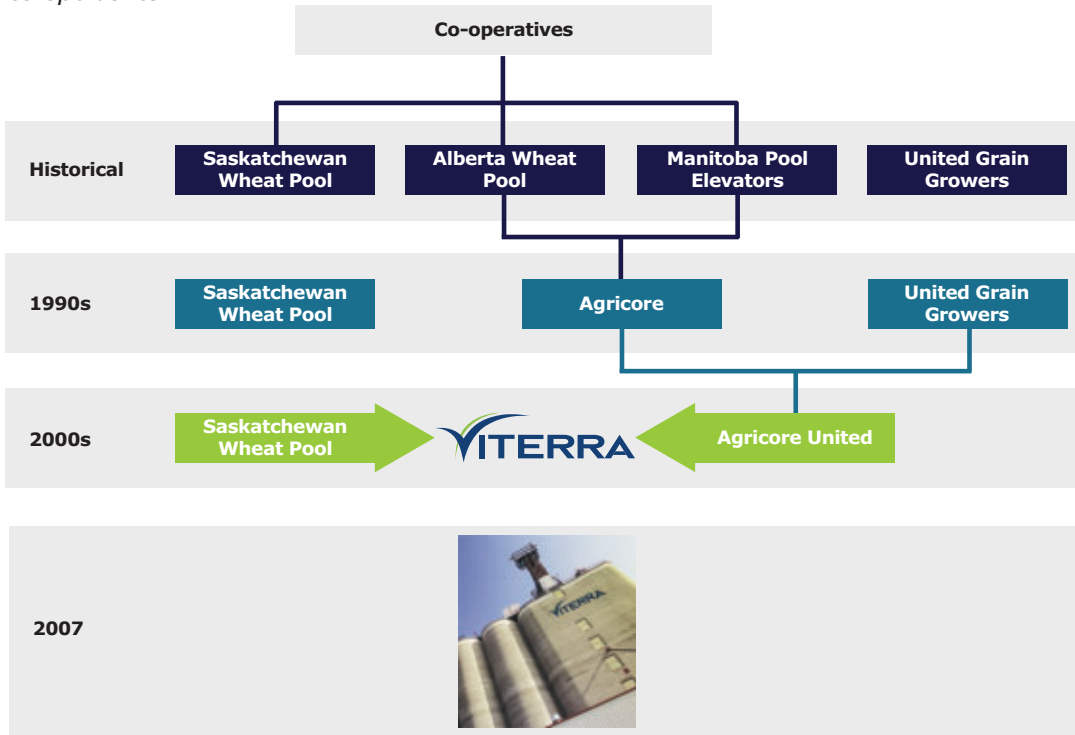 Co-operatives
Historical
Saskatchewan
Wheat Pool
Alberta Wheat
Pool
Manitoba Pool
Elevators
United Grain
Growers
1990s
Saskatchewan
Wheat Pool
Agricore
United Grain
Growers
2000s
Saskatchewan
Wheat Pool
VITERRA
Agricore United
2007
VITERRA